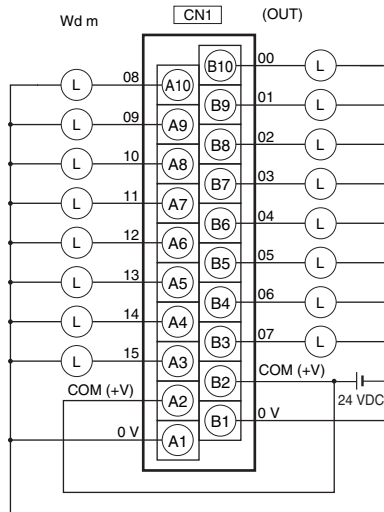 Wd m CN1 (OUT)
B10 00 L
L 08 A10
B9 01 L
L 09 A9
B8 02 L
L 10 A8
B7 03 L
L 11 A7
B6 04 L
L 12 A6
B5 05 L
L 13 A5
B4 06 L
L 14 A4
B3 07 L
L 15 A3
B2 COM (+V)
COM (+V) A2
24 VDC
B1 0 V
0 V A1